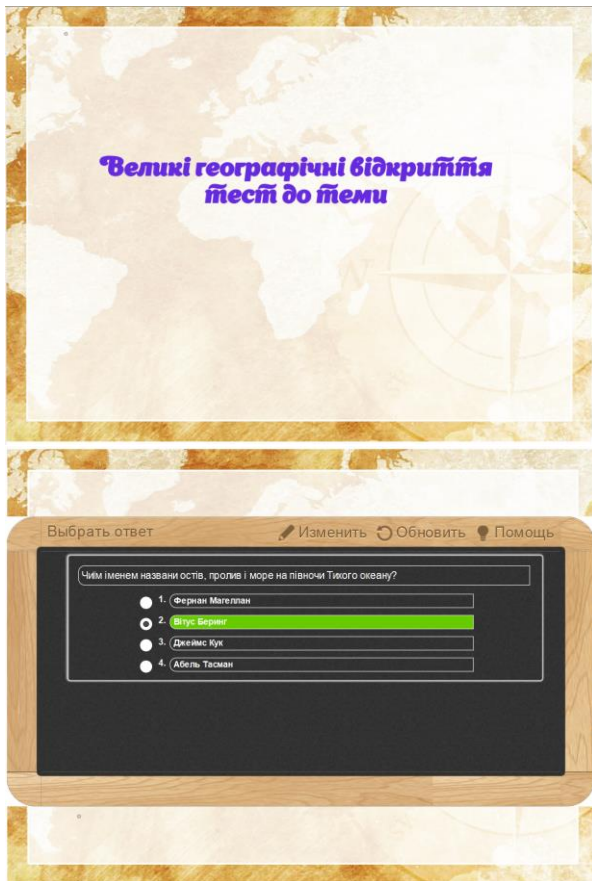 Великі географічні відкриття
тест до теми
Выбрать ответ
Изменить Обновить Помощь
Чиїм іменем названи остів, пролив і море на півночи Тихого океану?
1. Фернан Магеллан
2. Вітус Беринг
3. Джеймс Кук
4. Абель Тасман